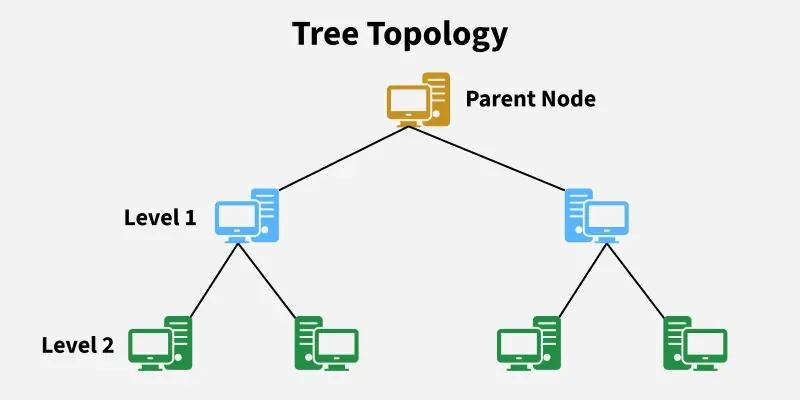 Tree Topology
Parent Node
Level 1
Level 2